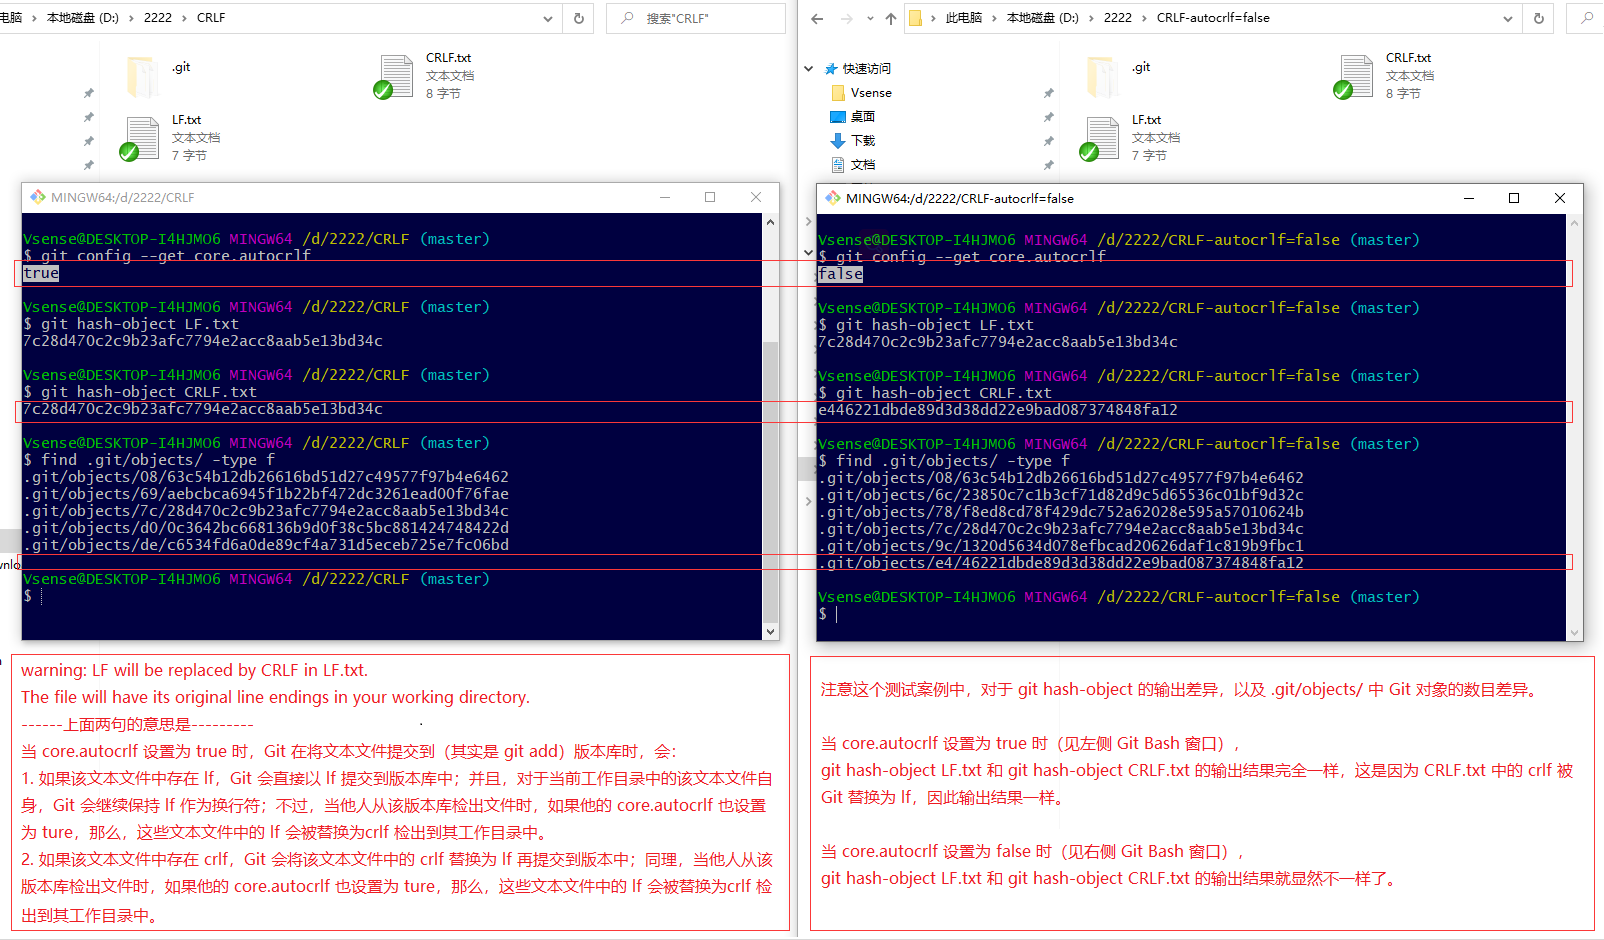 电脑 › 本地磁盘 (D:) › 2222 › CRLF
搜索"CRLF"
.git
CRLF.txt
文本文档
8 字节
LF.txt
文本文档
7 字节
MINGW64:/d/2222/CRLF
Vsense@DESKTOP-I4HJMO6 MINGW64 /d/2222/CRLF (master)
$ git config --get core.autocrlf
true
Vsense@DESKTOP-I4HJMO6 MINGW64 /d/2222/CRLF (master)
$ git hash-object LF.txt
7c28d470c2c9b23afc7794e2acc8aab5e13bd34c
Vsense@DESKTOP-I4HJMO6 MINGW64 /d/2222/CRLF (master)
$ git hash-object CRLF.txt
7c28d470c2c9b23afc7794e2acc8aab5e13bd34c
Vsense@DESKTOP-I4HJMO6 MINGW64 /d/2222/CRLF (master)
$ find .git/objects/ -type f
.git/objects/08/63c54b12db26616bd51d27c49577f97b4e6462
.git/objects/69/aebcbca6945f1b22bf472dc3261ead00f76fae
.git/objects/7c/28d470c2c9b23afc7794e2acc8aab5e13bd34c
.git/objects/d0/0c3642bc668136b9d0f38c5bc881424748422d
.git/objects/de/c6534fd6a0de89cf4a731d5eceb725e7fc06bd
Vsense@DESKTOP-I4HJMO6 MINGW64 /d/2222/CRLF (master)
$
warning: LF will be replaced by CRLF in LF.txt.
The file will have its original line endings in your working directory.
------上面两句的意思是---------
当 core.autocrlf 设置为 true 时，Git 在将文本文件提交到（其实是 git add）版本库时，会：
1. 如果该文本文件中存在 lf，Git 会直接以 lf 提交到版本库中；并且，对于当前工作目录中的该文本文件自
身，Git 会继续保持 lf 作为换行符；不过，当他人从该版本库检出文件时，如果他的 core.autocrlf 也设置
为 ture，那么，这些文本文件中的 lf 会被替换为crlf 检出到其工作目录中。
2. 如果该文本文件中存在 crlf，Git 会将该文本文件中的 crlf 替换为 lf 再提交到版本中；同理，当他人从该
版本库检出文件时，如果他的 core.autocrlf 也设置为 ture，那么，这些文本文件中的 lf 会被替换为crlf 检
出到其工作目录中。
此电脑 › 本地磁盘 (D:) › 2222 › CRLF-autocrlf=false
快速访问
Vsense
桌面
下载
文档
.git
CRLF.txt
文本文档
8 字节
LF.txt
文本文档
7 字节
MINGW64:/d/2222/CRLF-autocrlf=false
Vsense@DESKTOP-I4HJMO6 MINGW64 /d/2222/CRLF-autocrlf=false (master)
$ git config --get core.autocrlf
false
Vsense@DESKTOP-I4HJMO6 MINGW64 /d/2222/CRLF-autocrlf=false (master)
$ git hash-object LF.txt
7c28d470c2c9b23afc7794e2acc8aab5e13bd34c
Vsense@DESKTOP-I4HJMO6 MINGW64 /d/2222/CRLF-autocrlf=false (master)
$ git hash-object CRLF.txt
e446221dbde89d3d38dd22e9bad087374848fa12
Vsense@DESKTOP-I4HJMO6 MINGW64 /d/2222/CRLF-autocrlf=false (master)
$ find .git/objects/ -type f
.git/objects/08/63c54b12db26616bd51d27c49577f97b4e6462
.git/objects/6c/23850c7c1b3cf71d82d9c5d65536c01bf9d32c
.git/objects/78/f8ed8cd78f429dc752a62028e595a57010624b
.git/objects/7c/28d470c2c9b23afc7794e2acc8aab5e13bd34c
.git/objects/9c/1320d5634d078efbcad20626daf1c819b9fbc1
.git/objects/e4/46221dbde89d3d38dd22e9bad087374848fa12
Vsense@DESKTOP-I4HJMO6 MINGW64 /d/2222/CRLF-autocrlf=false (master)
$
注意这个测试案例中，对于 git hash-object 的输出差异，以及 .git/objects/ 中 Git 对象的数目差异。
当 core.autocrlf 设置为 true 时（见左侧 Git Bash 窗口），
git hash-object LF.txt 和 git hash-object CRLF.txt 的输出结果完全一样，这是因为 CRLF.txt 中的 crlf 被
Git 替换为 lf，因此输出结果一样。
当 core.autocrlf 设置为 false 时（见右侧 Git Bash 窗口），
git hash-object LF.txt 和 git hash-object CRLF.txt 的输出结果就显然不一样了。